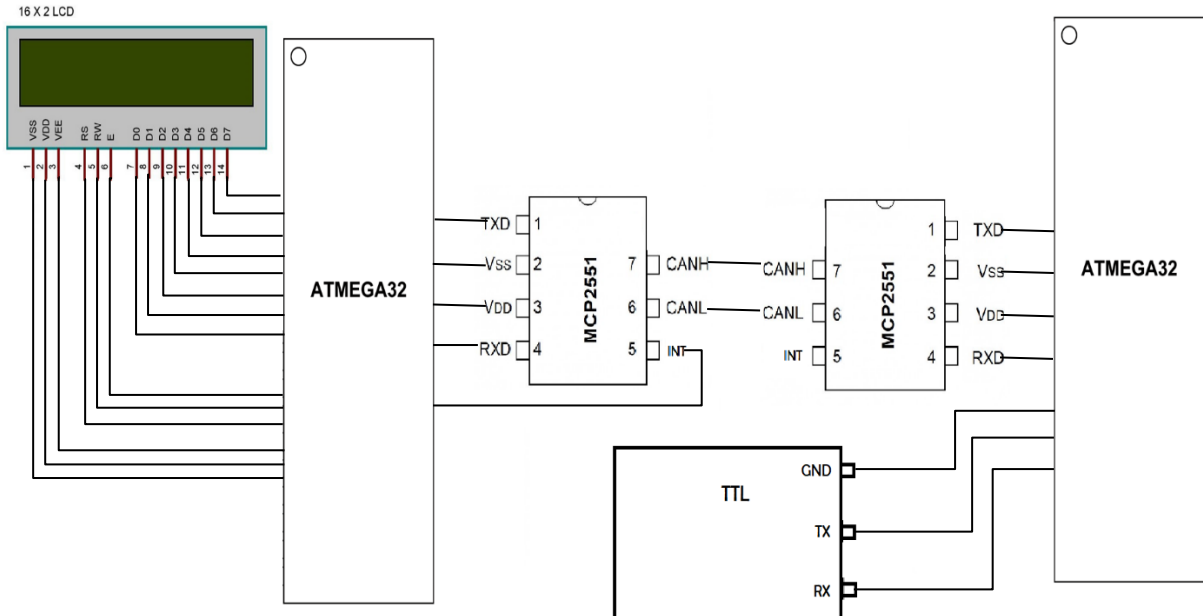 16 X 2 LCD
VSS
VDD
VEE
RS
RW
E
D0
D1
D2
D3
D4
D5
D6
D7
1
2
3
4
5
6
7
8
9
10
11
12
13
14
ATMEGA32
TXD 1
VSS 2
VDD 3
RXD 4
MCP2551
7 CANH
6 CANL
5 INT
CANH 7
CANL 6
INT 5
MCP2551
1 TXD
2 VSS
3 VDD
4 RXD
ATMEGA32
TTL
GND
TX
RX